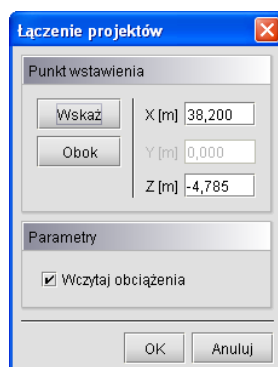 Łączenie projektów
Punkt wstawienia
Wskaż X [m] 38,200
Obok Y [m] 0,000
Z [m] -4,785
Parametry
Wczytaj obciążenia
OK Anuluj